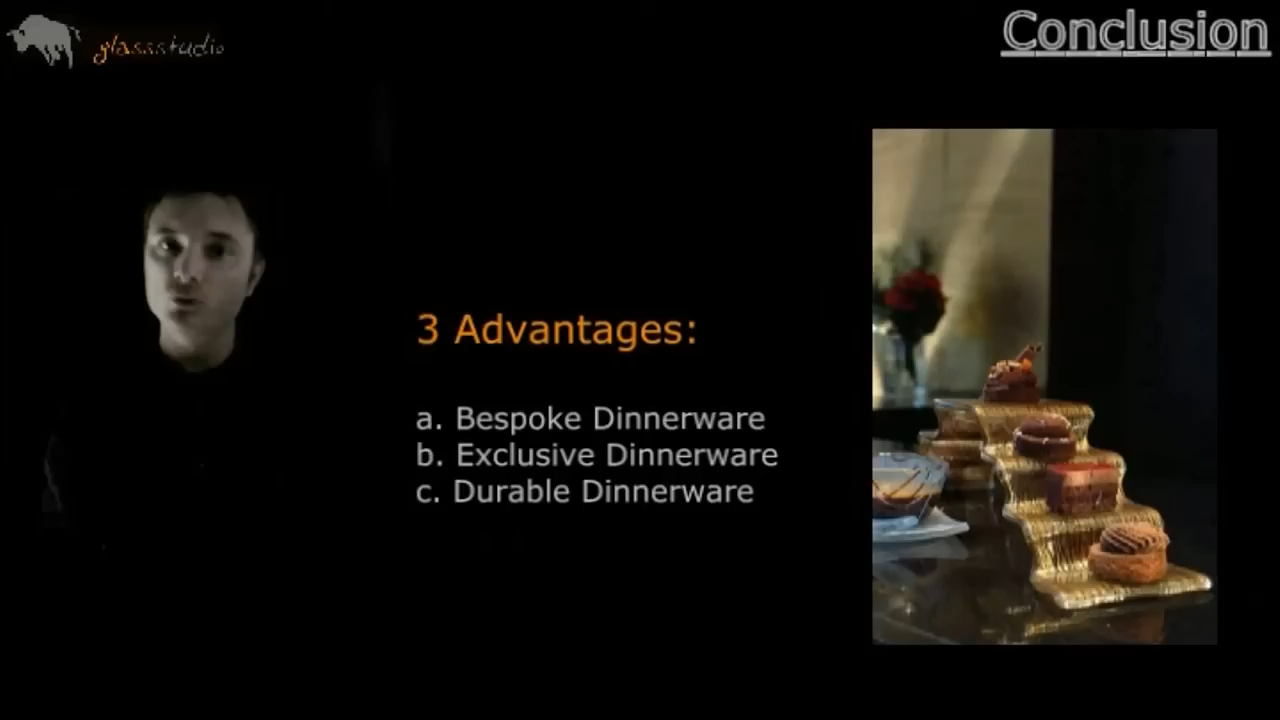 glassstudio
Conclusion
3 Advantages:
a. Bespoke Dinnerware
b. Exclusive Dinnerware
c. Durable Dinnerware